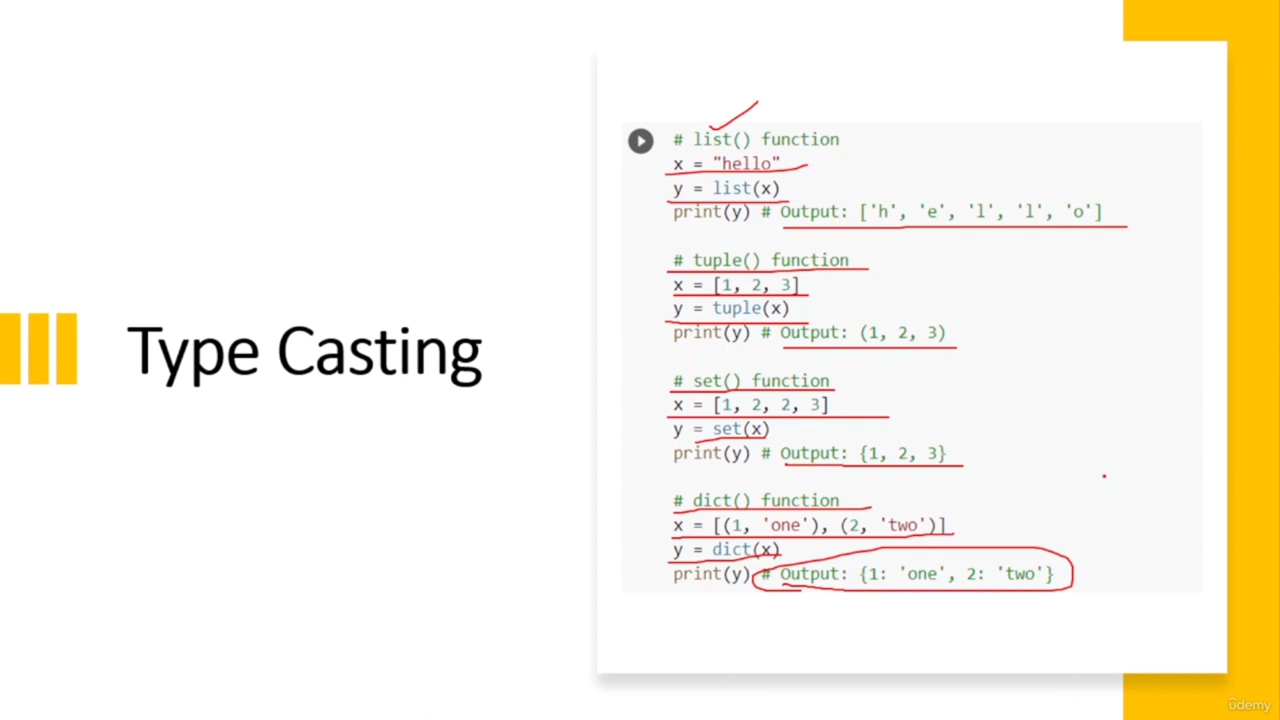 Type Casting
# list() function
x = "hello"
y = list(x)
print(y) # Output: ['h', 'e', 'l', 'l', 'o']
# tuple() function
x = [1, 2, 3]
y = tuple(x)
print(y) # Output: (1, 2, 3)
# set() function
x = [1, 2, 2, 3]
y = set(x)
print(y) # Output: {1, 2, 3}
# dict() function
x = [(1, 'one'), (2, 'two')]
y = dict(x)
print(y) # Output: {1: 'one', 2: 'two'}
ûdemy